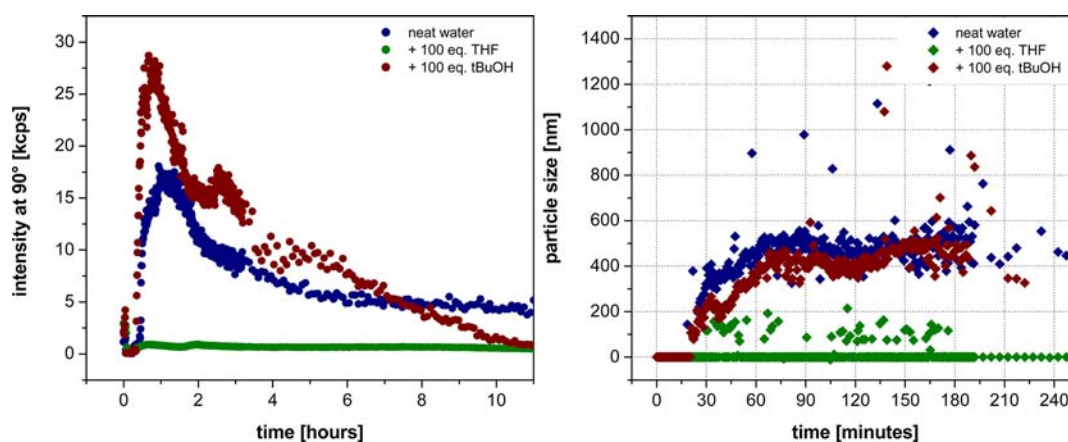 30
25
20
15
10
5
0
intensity at 90° [kcps]
neat water
+ 100 eq. THF
+ 100 eq. tBuOH
0 2 4 6 8 10
time [hours]
1400
1200
1000
800
600
400
200
0
particle size [nm]
neat water
+ 100 eq. THF
+ 100 eq. tBuOH
0 30 60 90 120 150 180 210 240
time [minutes]